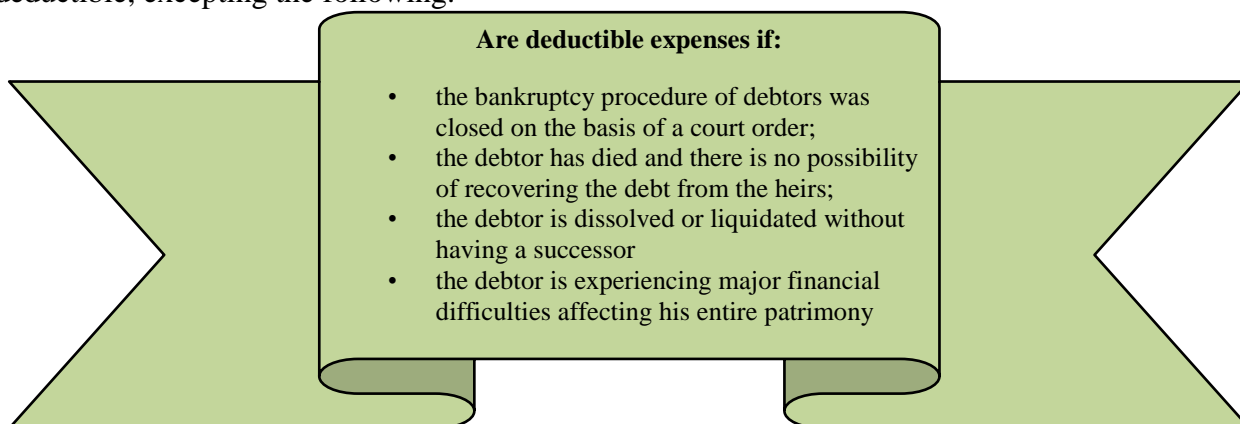 deductible, excepting the following:
Are deductible expenses if:
• the bankruptcy procedure of debtors was
closed on the basis of a court order;
• the debtor has died and there is no possibility
of recovering the debt from the heirs;
• the debtor is dissolved or liquidated without
having a successor
• the debtor is experiencing major financial
difficulties affecting his entire patrimony